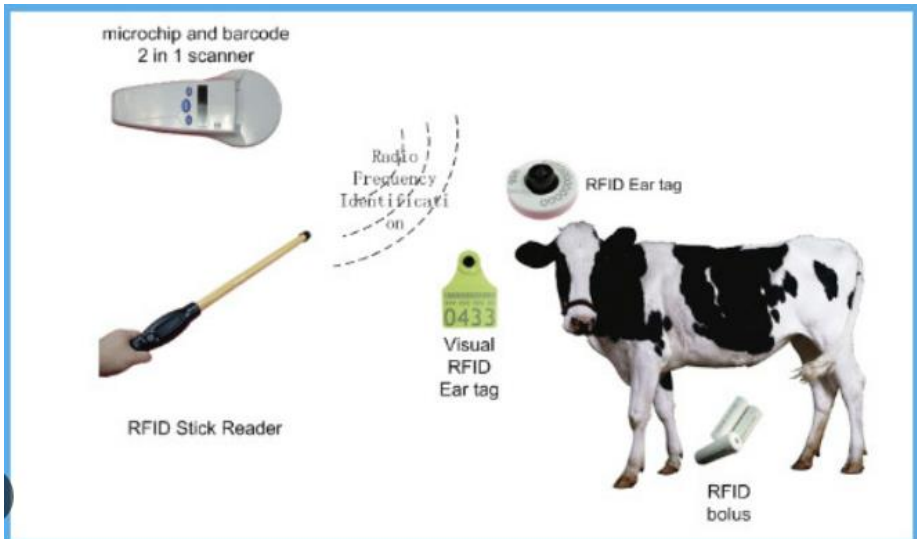 microchip and barcode
2 in 1 scanner
Radio
Frequency
Identificati
on
RFID Ear tag
0433
Visual
RFID
Ear tag
RFID Stick Reader
RFID
bolus